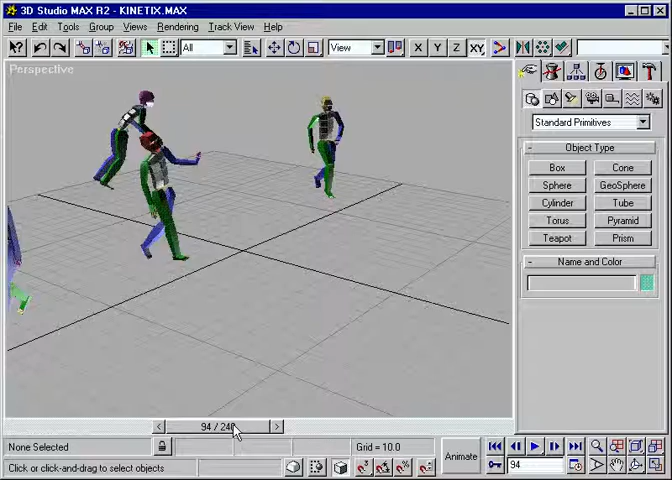 3D Studio MAX R2 - KINETIX.MAX
File Edit Tools Group Views Rendering Track View Help
All View X Y Z XY
Perspective
Standard Primitives
- Object Type
Box Cone
Sphere GeoSphere
Cylinder Tube
Torus Pyramid
Teapot Prism
- Name and Color
< 94 / 240 >
None Selected Grid = 10.0
Animate
94
Click or click-and-drag to select objects